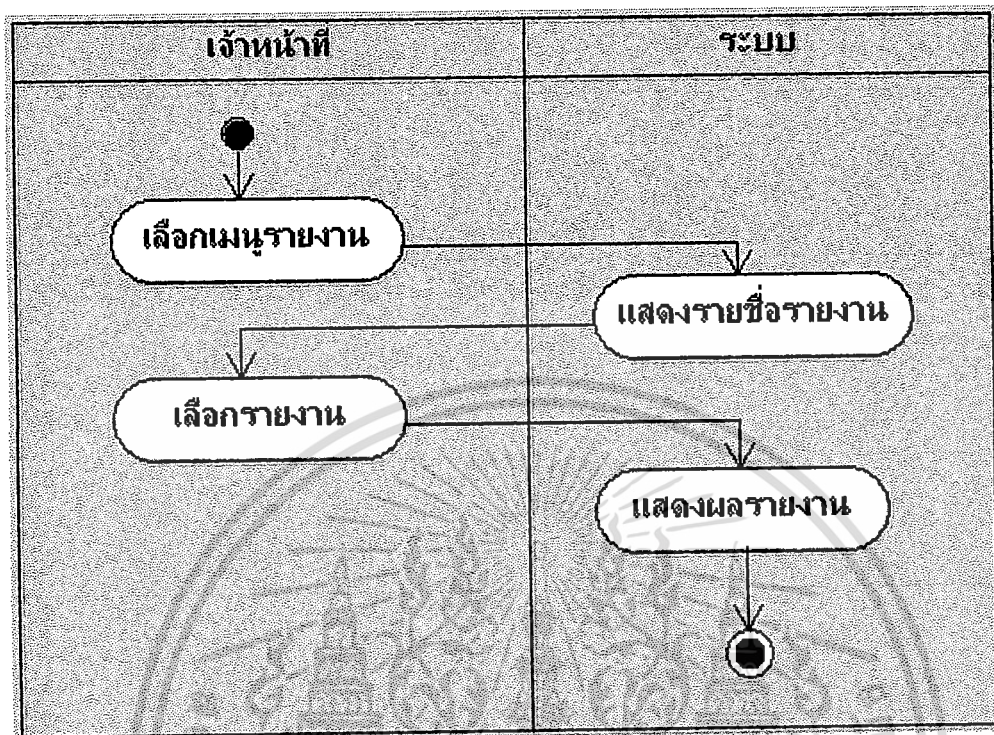 เจ้าหน้าที่
ระบบ
เลือกเมนูรายงาน
แสดงรายชื่อรายงาน
เลือกรายงาน
แสดงผลรายงาน